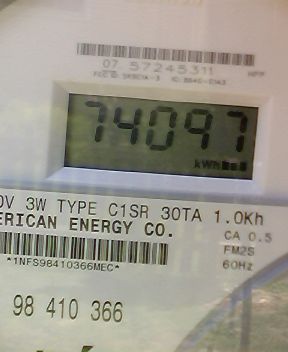 07 57245311
74097
kWh
0V 3W TYPE C1SR 30TA 1.0Kh
ERICAN ENERGY CO.
CA 0.5
FM2S
*1NFS98410366MEC*
60Hz
98 410 366